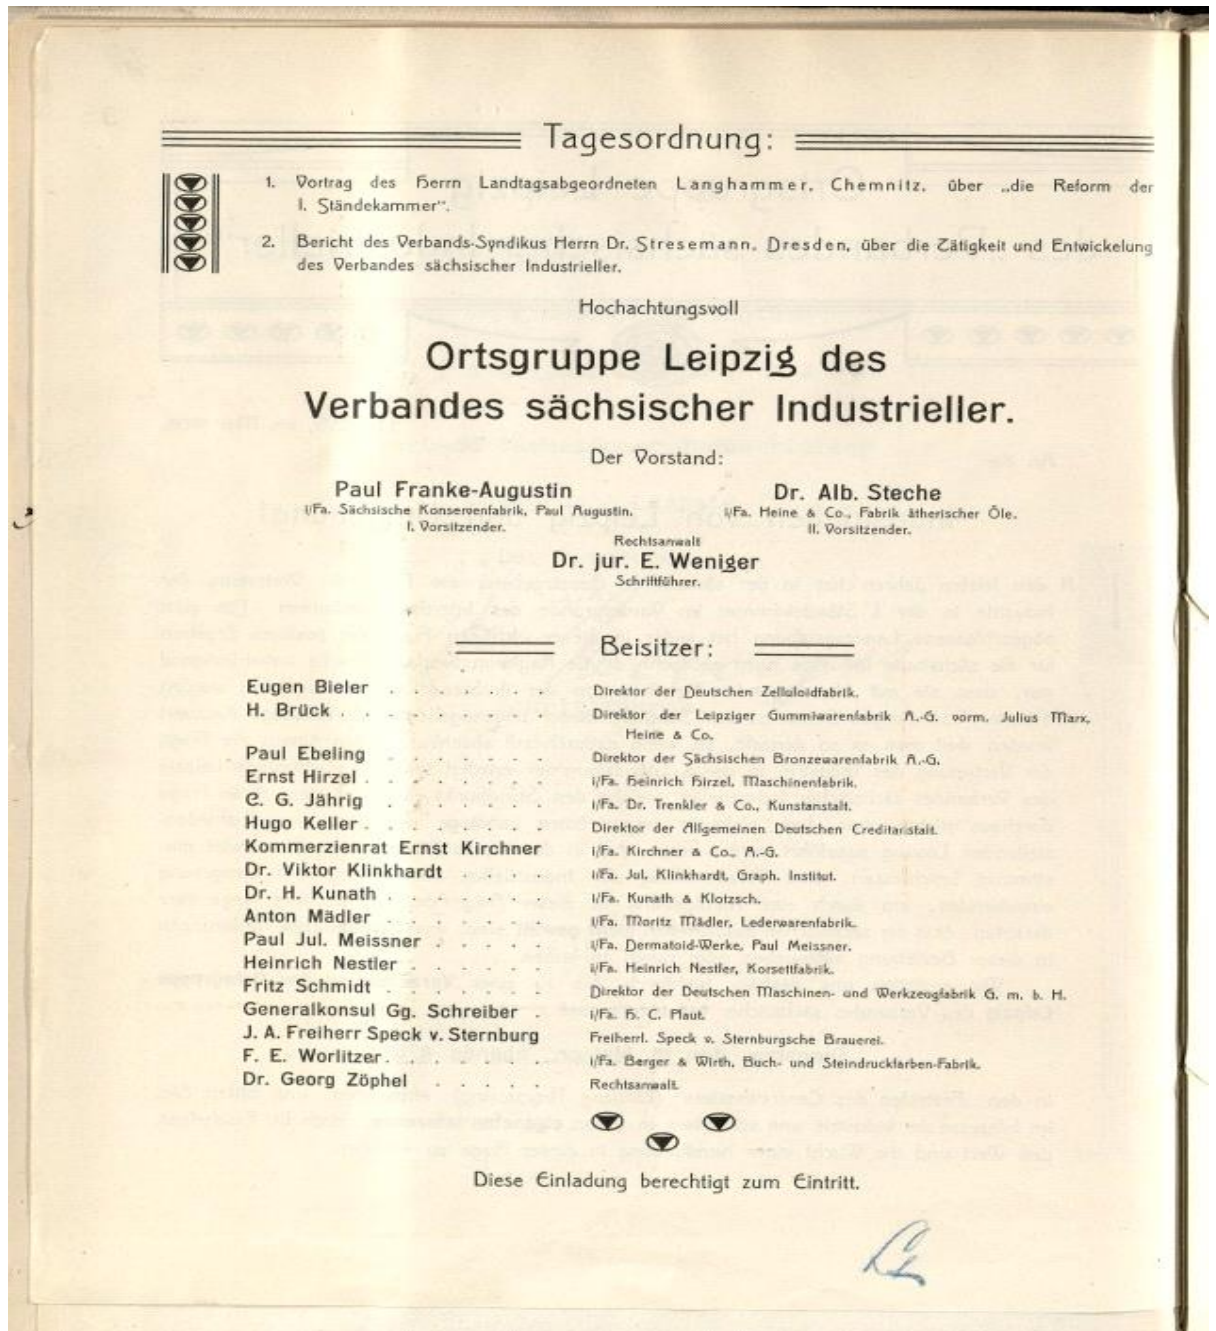 Tagesordnung:
1. Vortrag des Herrn Landtagsabgeordneten Langhammer, Chemnitz, über „die Reform der
I. Ständekammer“.
2. Bericht des Verbands-Syndikus Herrn Dr. Stresemann, Dresden, über die Tätigkeit und Entwickelung
des Verbandes sächsischer Industrieller.
Hochachtungsvoll
Ortsgruppe Leipzig des
Verbandes sächsischer Industrieller.
Der Vorstand:
Paul Franke-Augustin
i/Fa. Sächsische Konservenfabrik, Paul Augustin.
I. Vorsitzender.
Dr. Alb. Steche
i/Fa. Heine & Co., Fabrik ätherischer Öle.
II. Vorsitzender.
Rechtsanwalt
Dr. jur. E. Weniger
Schriftführer.
Beisitzer:
Eugen Bieler . . . . . . . Direktor der Deutschen Zelluloidfabrik.
H. Brück . . . . . . . . Direktor der Leipziger Gummiwarenfabrik A.-G. vorm. Julius Marx,
Heine & Co.
Paul Ebeling . . . . . . . Direktor der Sächsischen Bronzewarenfabrik A.-G.
Ernst Hirzel . . . . . . . . i/Fa. Heinrich Hirzel, Maschinenfabrik.
C. G. Jährig . . . . . . . i/Fa. Dr. Trenkler & Co., Kunstanstalt.
Hugo Keller . . . . . . . . Direktor der Allgemeinen Deutschen Creditanstalt.
Kommerzienrat Ernst Kirchner i/Fa. Kirchner & Co., A.-G.
Dr. Viktor Klinkhardt . . . . i/Fa. Jul. Klinkhardt, Graph. Institut.
Dr. H. Kunath . . . . . . . i/Fa. Kunath & Klotzsch.
Anton Mädler . . . . . . . i/Fa. Moritz Mädler, Lederwarenfabrik.
Paul Jul. Meissner . . . . . i/Fa. Dermatoid-Werke, Paul Meissner.
Heinrich Nestler . . . . . . i/Fa. Heinrich Nestler, Korsettfabrik.
Fritz Schmidt . . . . . . . Direktor der Deutschen Maschinen- und Werkzeugfabrik G. m. b. H.
Generalkonsul Gg. Schreiber . i/Fa. H. C. Plaut.
J. A. Freiherr Speck v. Sternburg Freiherrl. Speck v. Sternburgsche Brauerei.
F. E. Worlitzer . . . . . . . i/Fa. Berger & Wirth, Buch- und Steindruckfarben-Fabrik.
Dr. Georg Zöphel . . . . . Rechtsanwalt.
Diese Einladung berechtigt zum Eintritt.